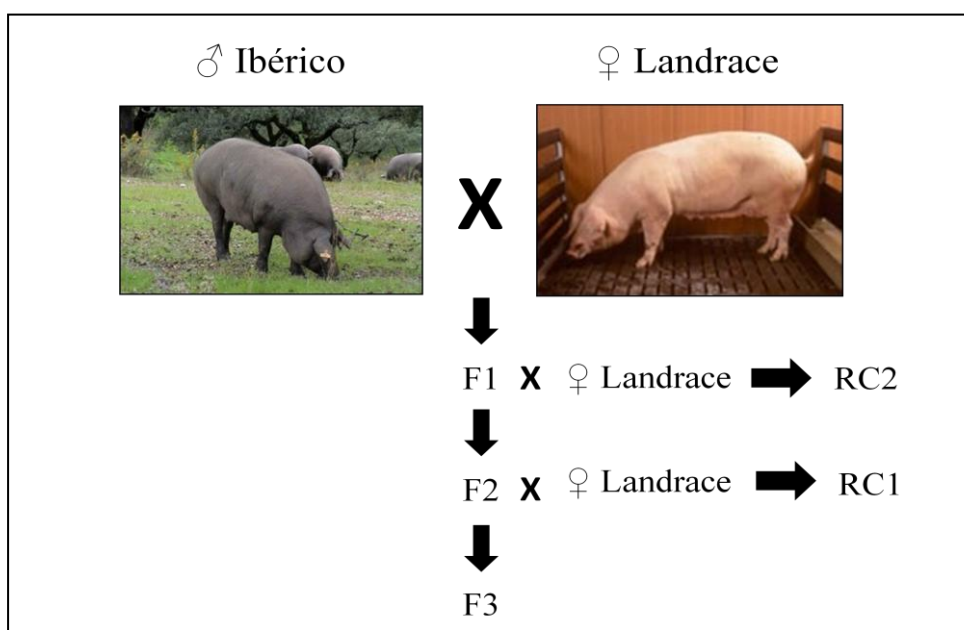 ♂ Ibérico ♀ Landrace
X
F1 X ♀ Landrace RC2
F2 X ♀ Landrace RC1
F3